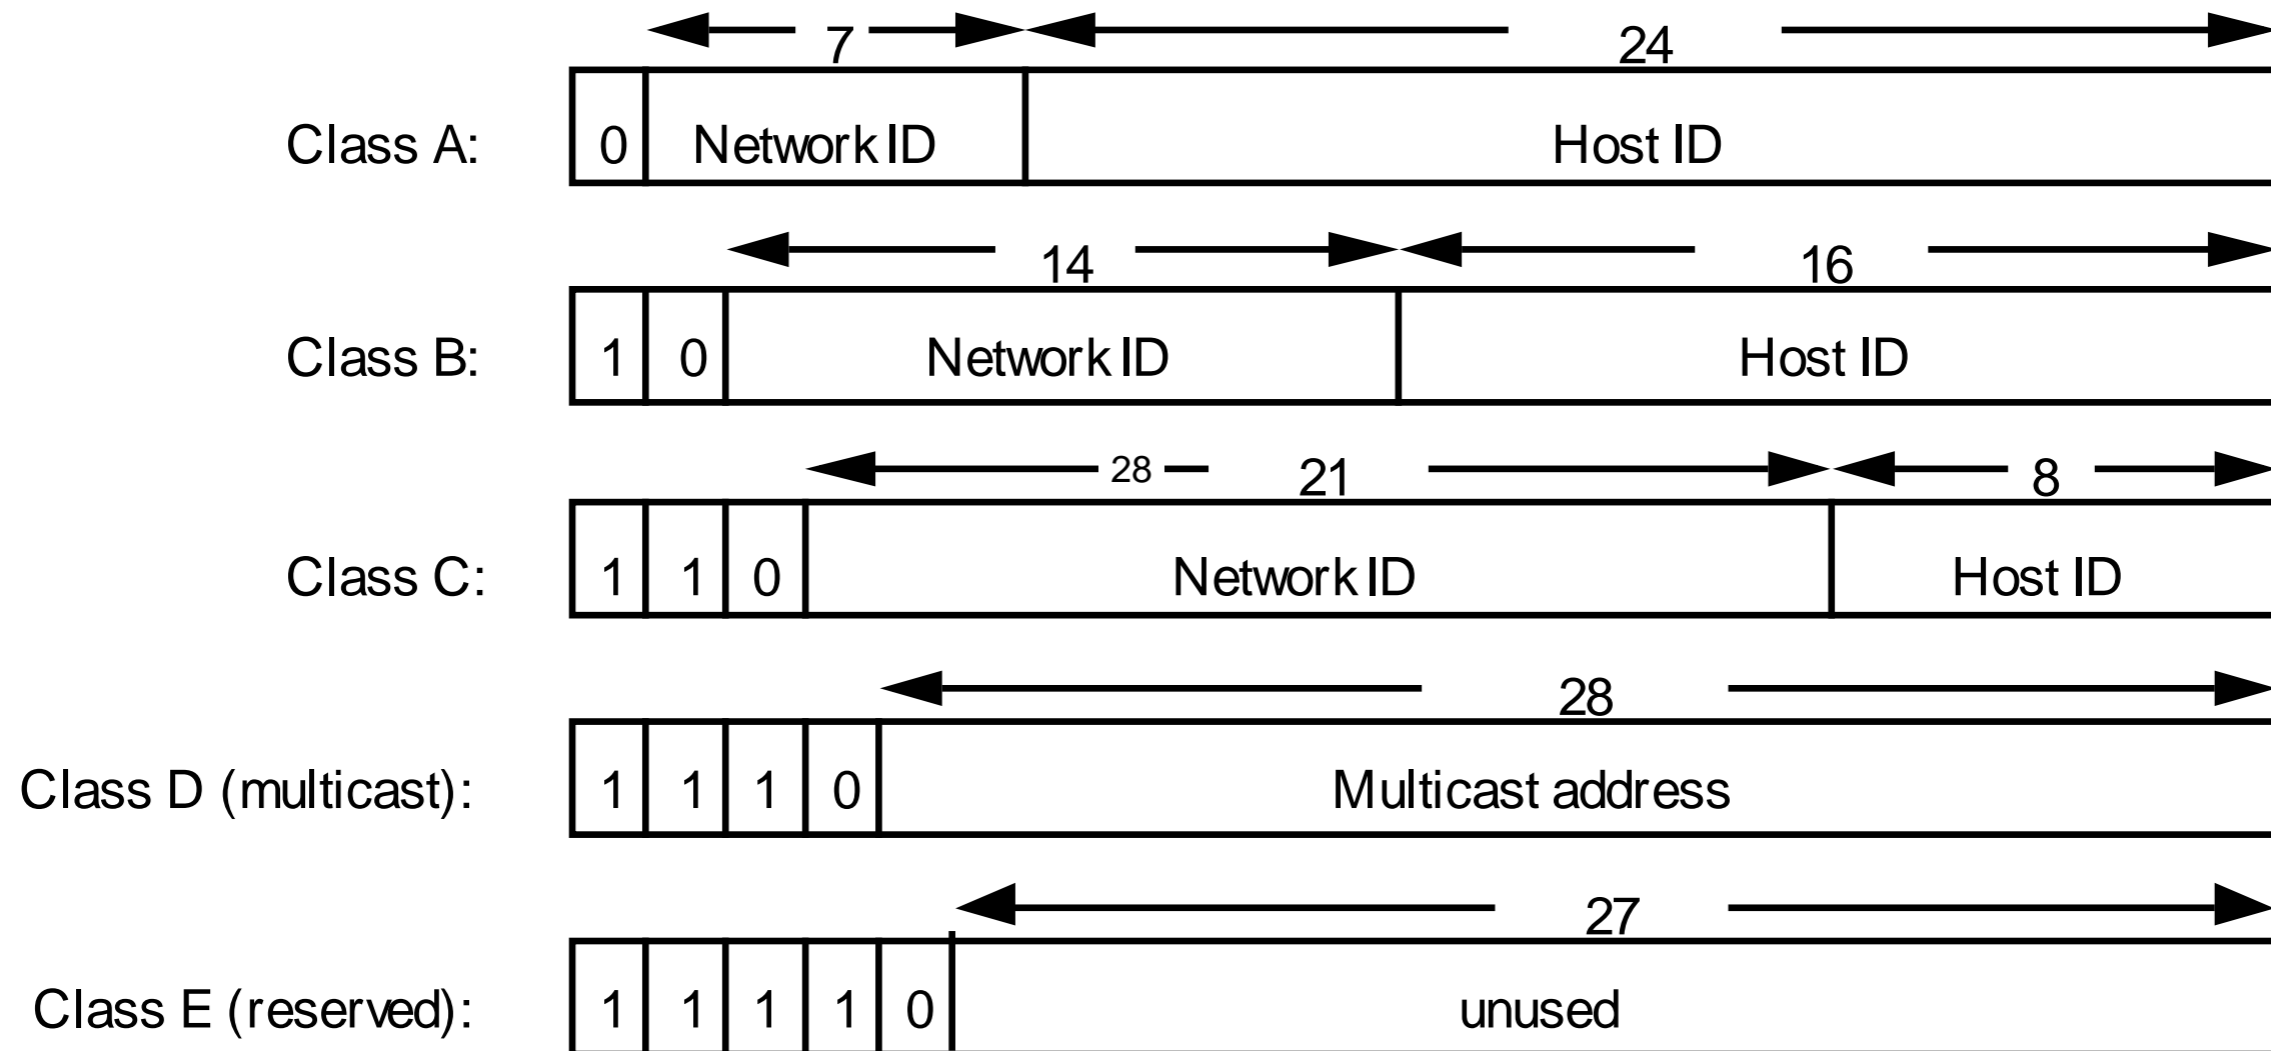 7 24
Class A: 0 Network ID Host ID
14 16
Class B: 1 0 Network ID Host ID
28 21 8
Class C: 1 1 0 Network ID Host ID
28
Class D (multicast): 1 1 1 0 Multicast address
27
Class E (reserved): 1 1 1 1 0 unused